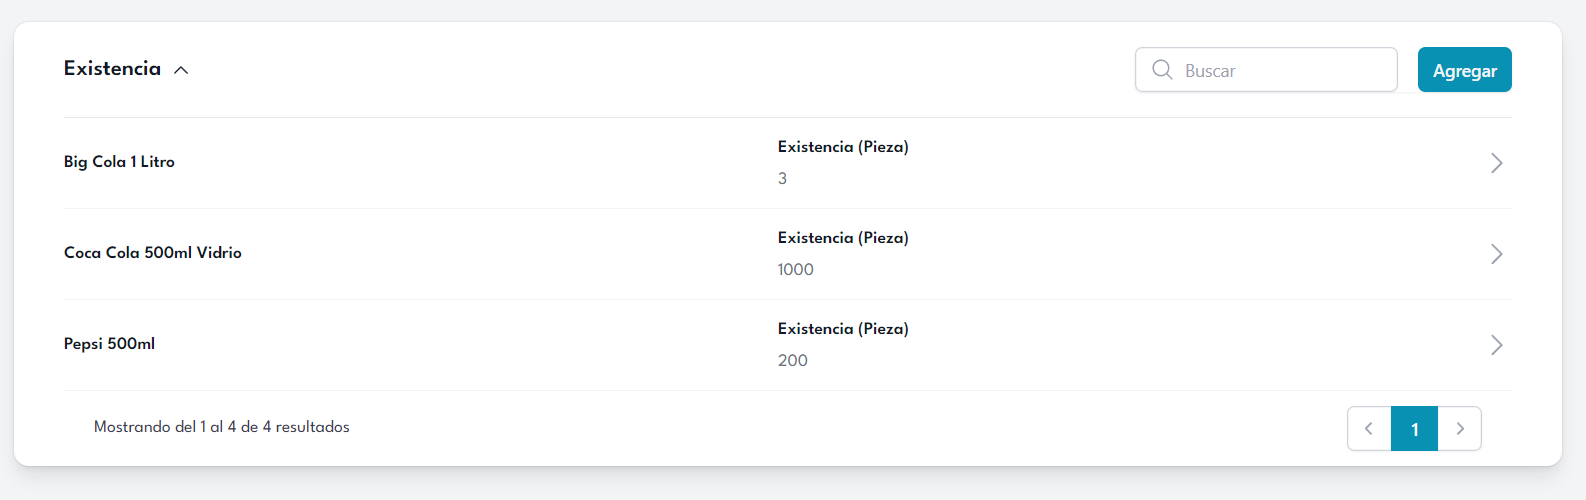 Existencia
Buscar
Agregar
Big Cola 1 Litro
Existencia (Pieza)
3
Coca Cola 500ml Vidrio
Existencia (Pieza)
1000
Pepsi 500ml
Existencia (Pieza)
200
Mostrando del 1 al 4 de 4 resultados
1